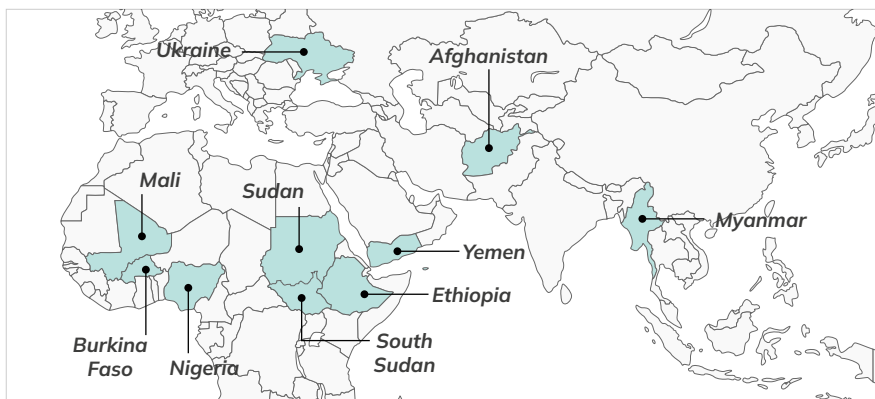 Ukraine
Afghanistan
Mali
Sudan
Myanmar
Yemen
Ethiopia
Burkina
Faso
Nigeria
South
Sudan